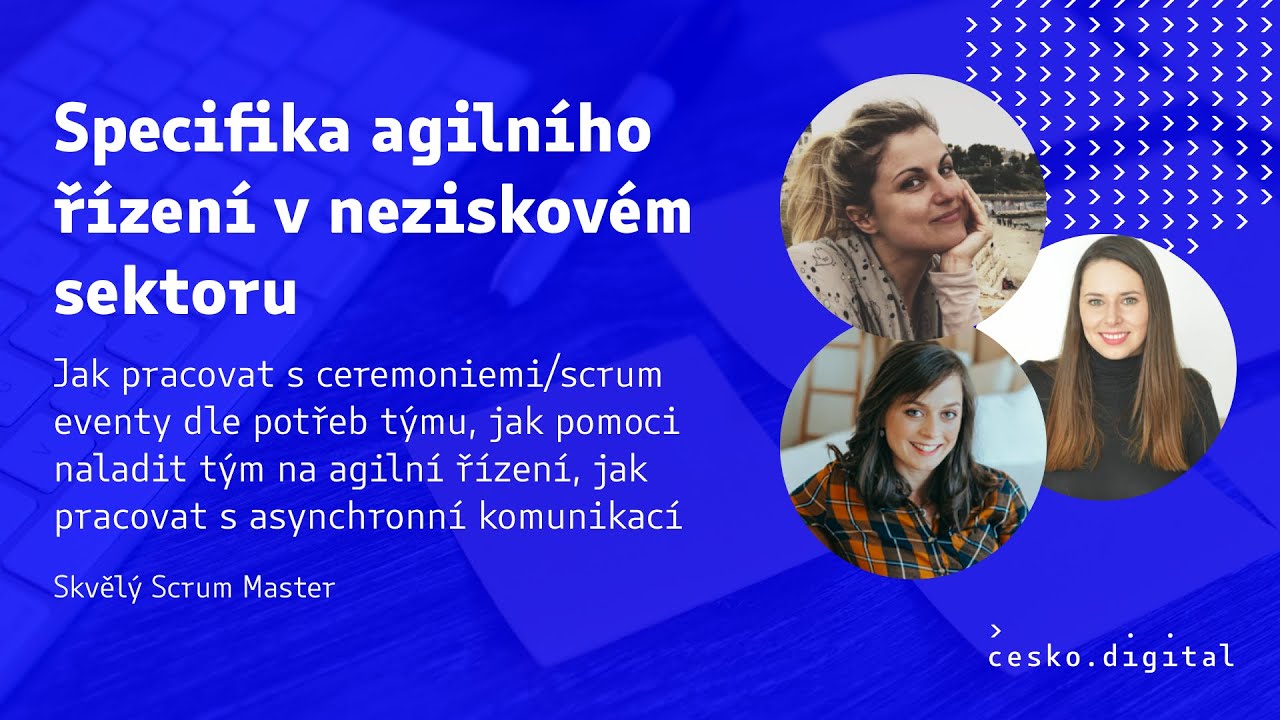 Specifika agilního
řízení v neziskovém
sektoru
Jak pracovat s ceremoniemi/scrum
eventy dle potřeb týmu, jak pomoci
naladit tým na agilní řízení, jak
pracovat s asynchronní komunikací
Skvělý Scrum Master
>
cesko.digital